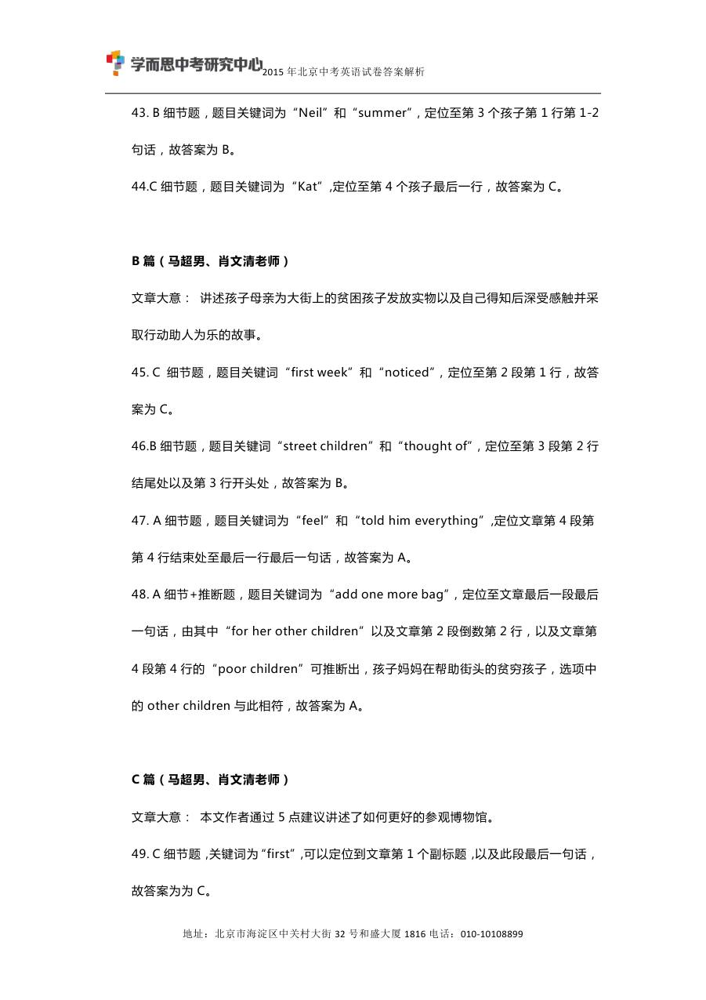 学而思中考研究中心2015 年北京中考英语试卷答案解析
43. B 细节题，题目关键词为“Neil”和“summer”，定位至第 3 个孩子第 1 行第 1-2
句话，故答案为 B。
44.C 细节题，题目关键词为“Kat”,定位至第 4 个孩子最后一行，故答案为 C。
B 篇（马超男、肖文清老师）
文章大意： 讲述孩子母亲为大街上的贫困孩子发放实物以及自己得知后深受感触并采
取行动助人为乐的故事。
45. C 细节题，题目关键词“first week”和“noticed”，定位至第 2 段第 1 行，故答
案为 C。
46.B 细节题，题目关键词“street children”和“thought of”，定位至第 3 段第 2 行
结尾处以及第 3 行开头处，故答案为 B。
47. A 细节题，题目关键词为“feel”和“told him everything”,定位文章第 4 段第
第 4 行结束处至最后一行最后一句话，故答案为 A。
48. A 细节+推断题，题目关键词为“add one more bag”，定位至文章最后一段最后
一句话，由其中“for her other children”以及文章第 2 段倒数第 2 行，以及文章第
4 段第 4 行的“poor children”可推断出，孩子妈妈在帮助街头的贫穷孩子，选项中
的 other children 与此相符，故答案为 A。
C 篇（马超男、肖文清老师）
文章大意： 本文作者通过 5 点建议讲述了如何更好的参观博物馆。
49. C 细节题,关键词为“first”,可以定位到文章第 1 个副标题,以及此段最后一句话，
故答案为为 C。
地址：北京市海淀区中关村大街 32 号和盛大厦 1816 电话：010-10108899